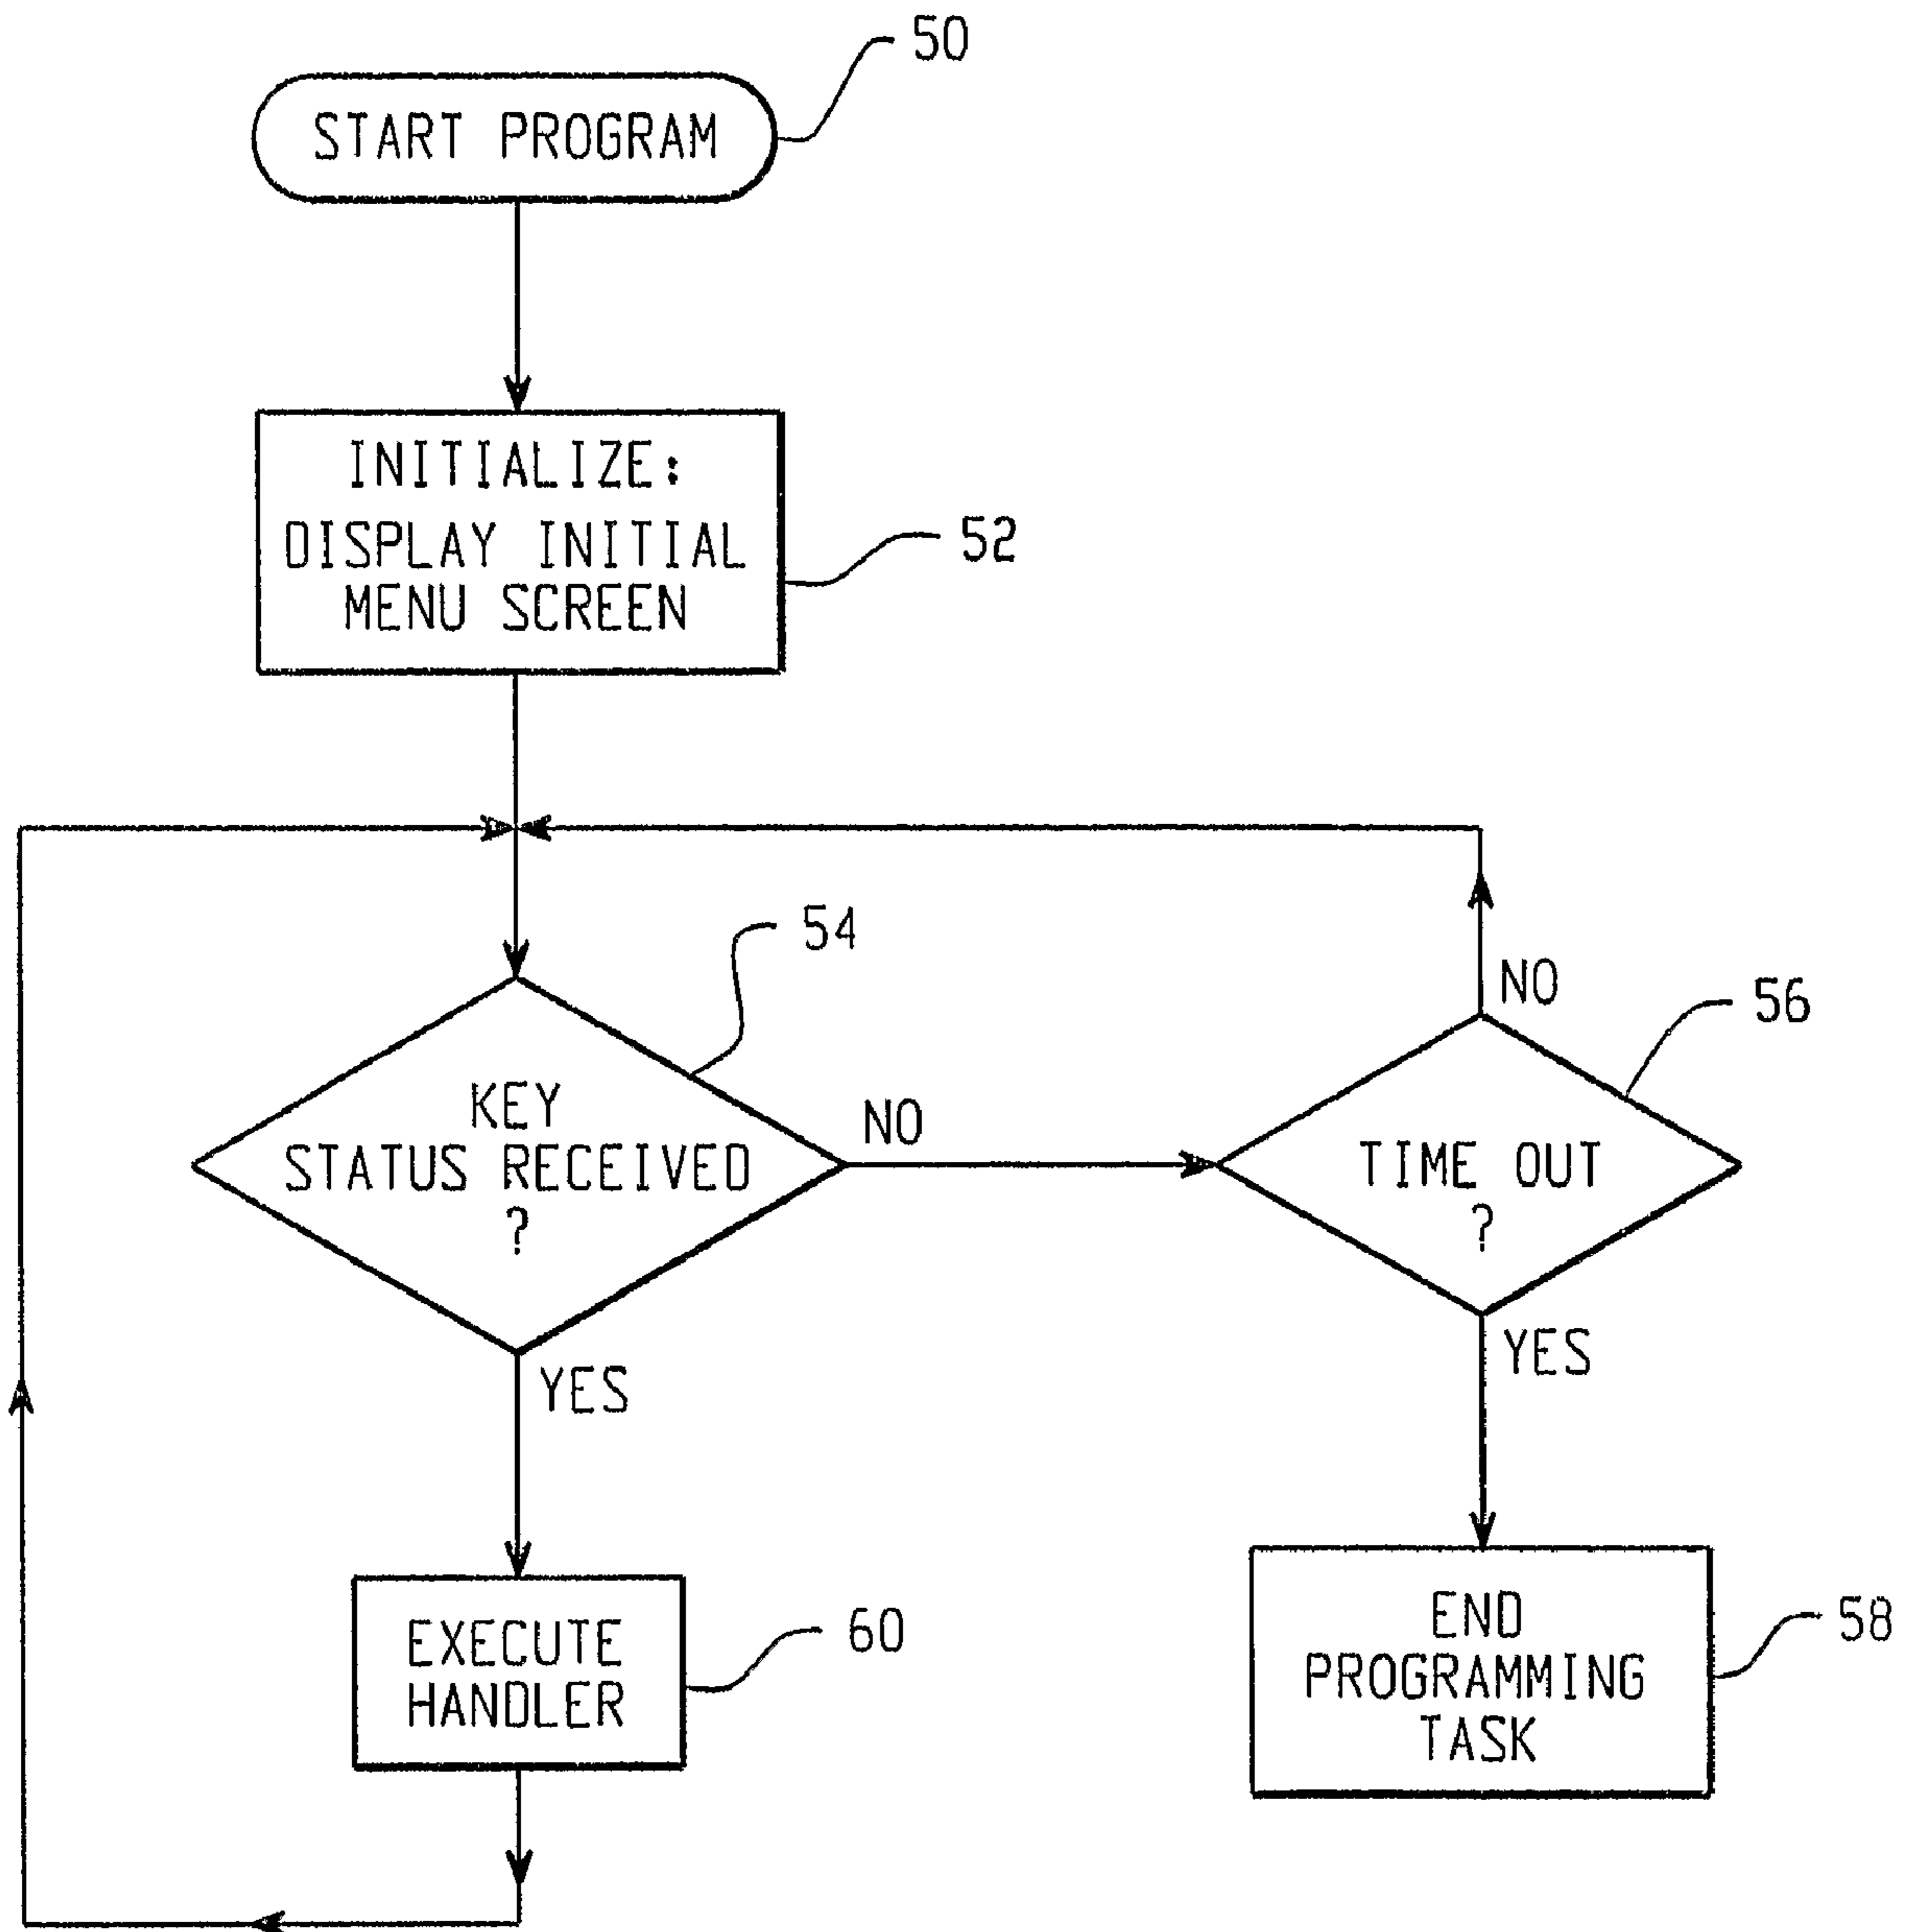 50
START PROGRAM
INITIALIZE:
DISPLAY INITIAL
MENU SCREEN
52
54
KEY
STATUS RECEIVED
?
NO
YES
NO
56
TIME OUT
?
YES
EXECUTE
HANDLER
60
END
PROGRAMMING
TASK
58